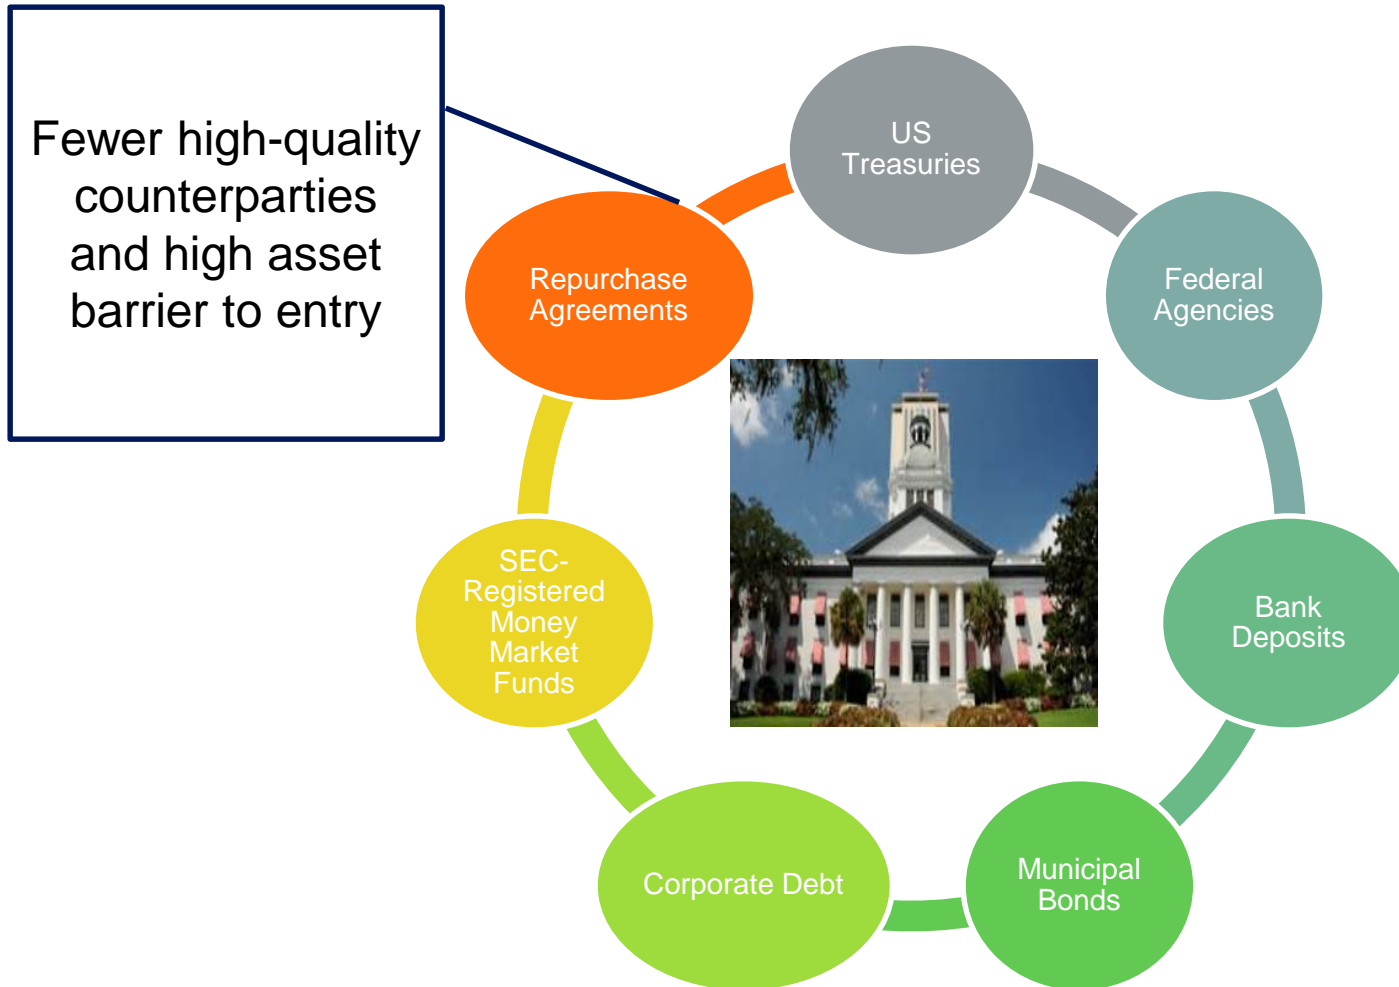 Fewer high-quality
counterparties
and high asset
barrier to entry
US
Treasuries
Federal
Agencies
Bank
Deposits
Municipal
Bonds
Corporate Debt
SEC-
Registered
Money
Market
Funds
Repurchase
Agreements